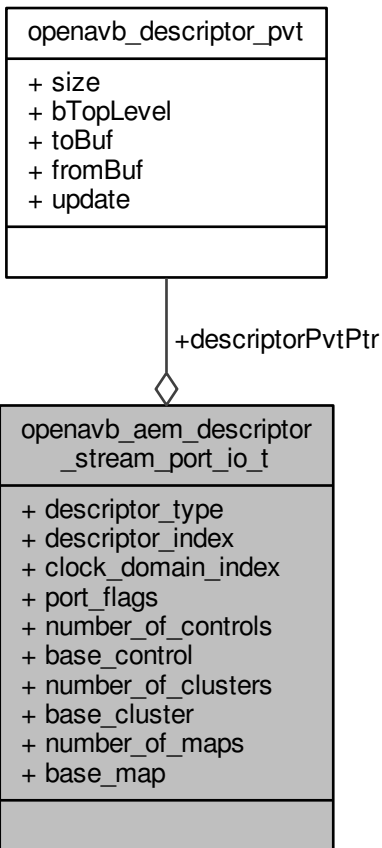 openavb_descriptor_pvt
+ size
+ bTopLevel
+ toBuf
+ fromBuf
+ update
+descriptorPvtPtr
openavb_aem_descriptor
_stream_port_io_t
+ descriptor_type
+ descriptor_index
+ clock_domain_index
+ port_flags
+ number_of_controls
+ base_control
+ number_of_clusters
+ base_cluster
+ number_of_maps
+ base_map